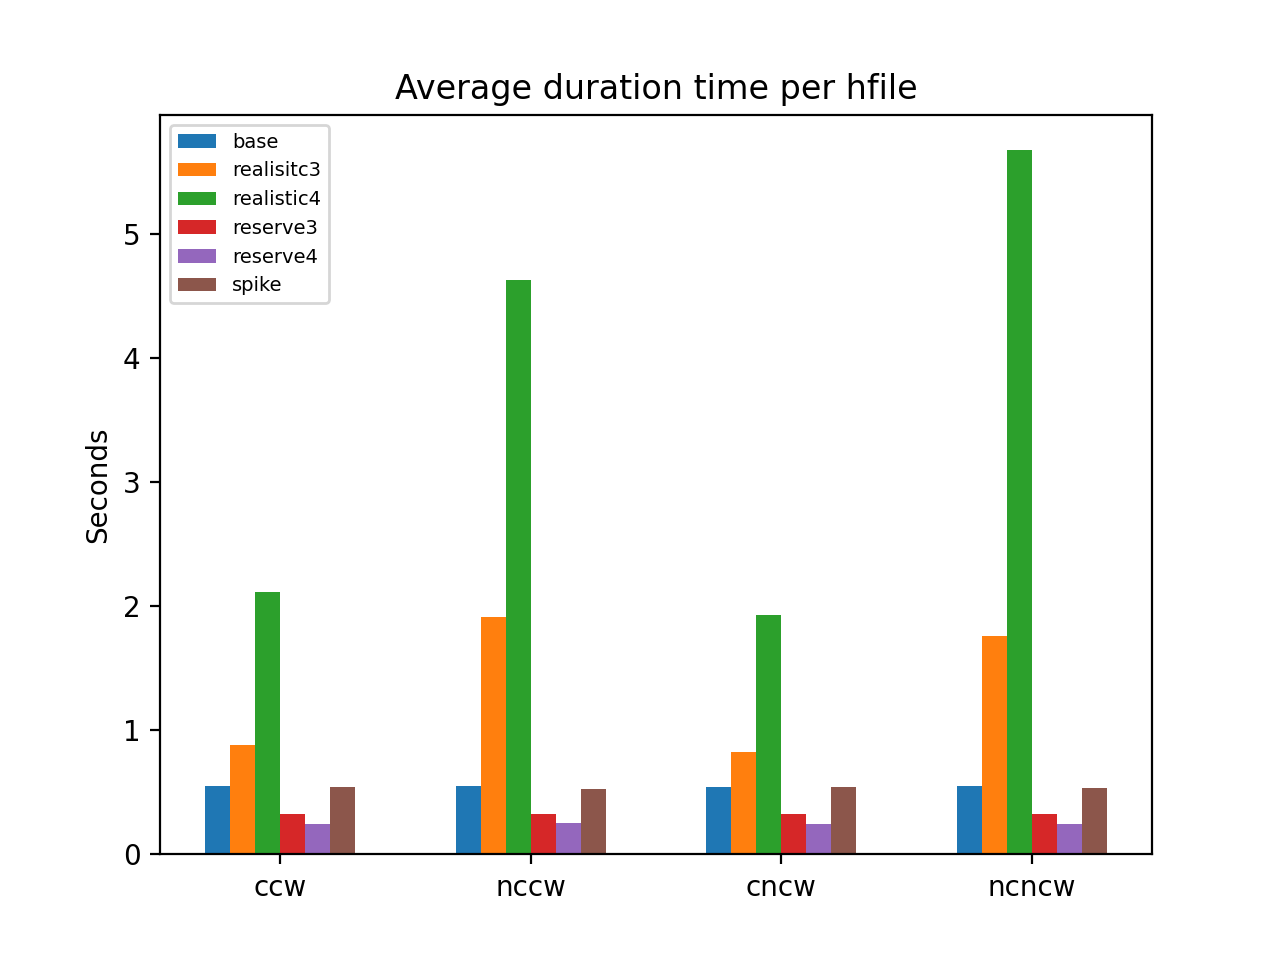 Average duration time per hfile
base
realisitc3
realistic4
reserve3
reserve4
spike
Seconds
5
4
3
2
1
0
ccw
nccw
cncw
ncncw